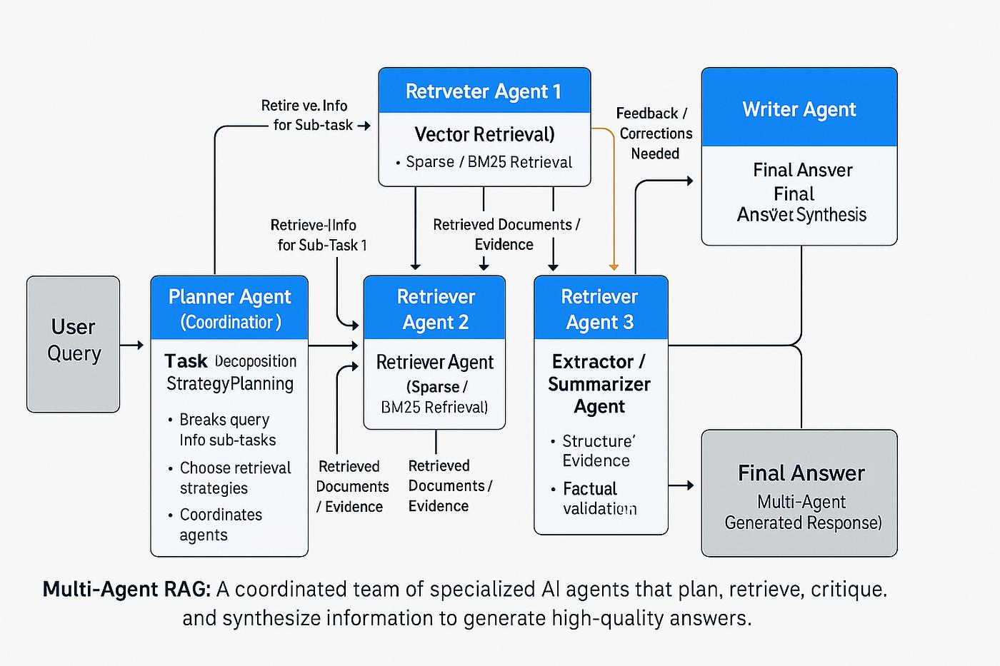 Retrveter Agent 1
Vector Retrieval)
• Sparse / BM25 Retrieval
Retire ve. Info
for Sub-task
Feedback /
Corrections
Needed
Writer Agent
Final Ansver
Final
Answer Synthesis
Retrieve-|Info
for Sub-Task 1
Retrieved Documents /
Evidence
User
Query
Planner Agent
(Coordinatior )
Task Decoposition
StrategyPlanning
• Breaks query
Info sub-tasks
• Choose retrieval
strategies
• Coordinates
agents
Retriever
Agent 2
Retriever Agent
(Sparse /
BM25 Refrieval)
Retrieved
Documents
/ Evidence
Retrieved
Documents /
Evidence
Retriever
Agent 3
Extractor /
Summarizer
Agent
• Structure'
Evidence
• Factual
validation
Final Answer
Multi-Agent
Generated Response)
Multi-Agent RAG: A coordinated team of specialized AI agents that plan, retrieve, critique.
and synthesize information to generate high-quality answers.